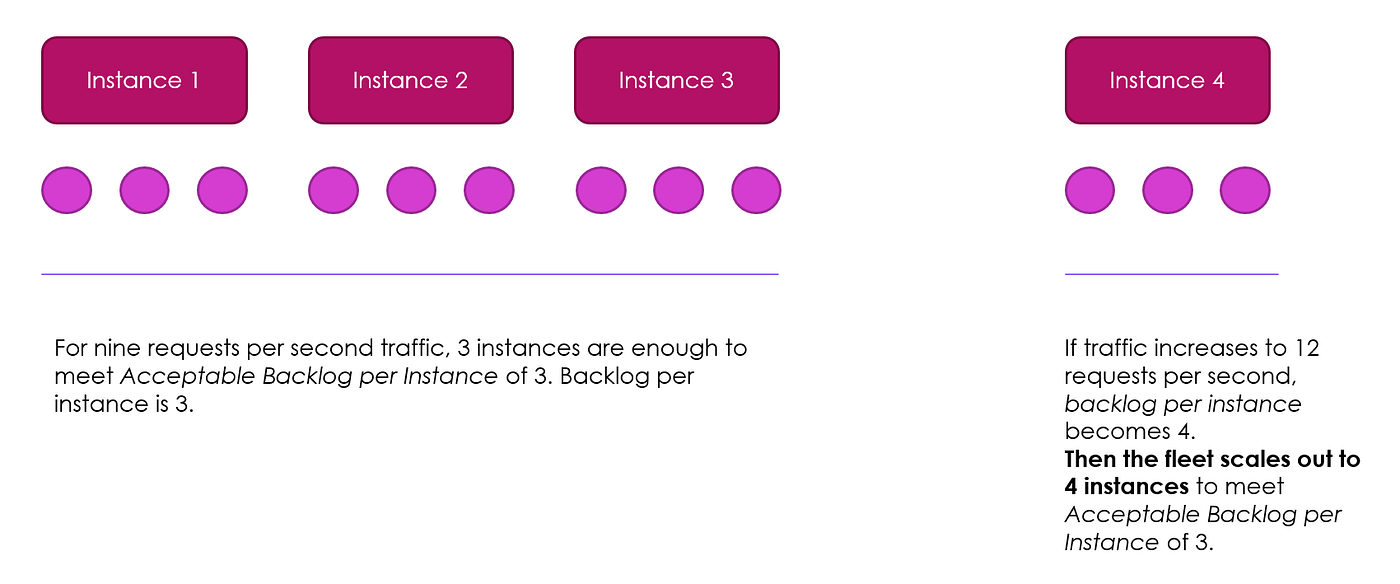 Instance 1
Instance 2
Instance 3
Instance 4
For nine requests per second traffic, 3 instances are enough to
meet Acceptable Backlog per Instance of 3. Backlog per
instance is 3.
If traffic increases to 12
requests per second,
backlog per instance
becomes 4.
Then the fleet scales out to
4 instances to meet
Acceptable Backlog per
Instance of 3.